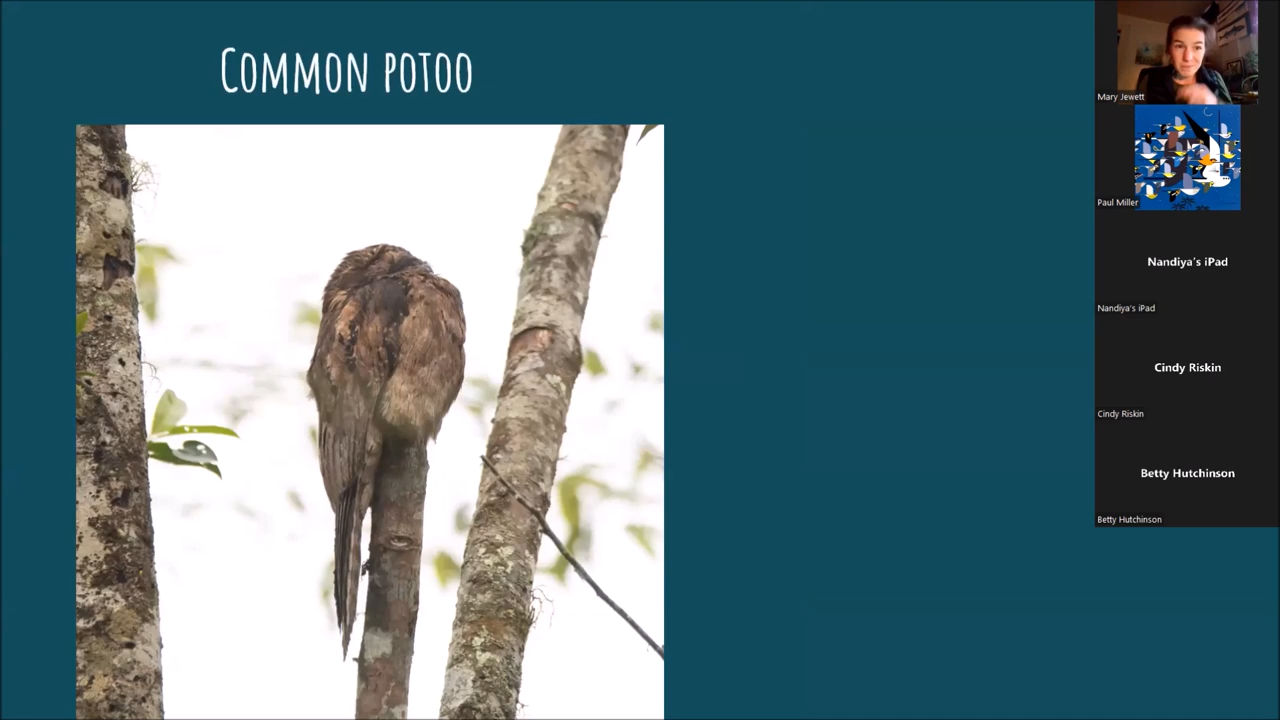 Common potoo
Mary Jewett
Paul Miller
Nandiya's iPad
Nandiya's iPad
Cindy Riskin
Cindy Riskin
Betty Hutchinson
Betty Hutchinson